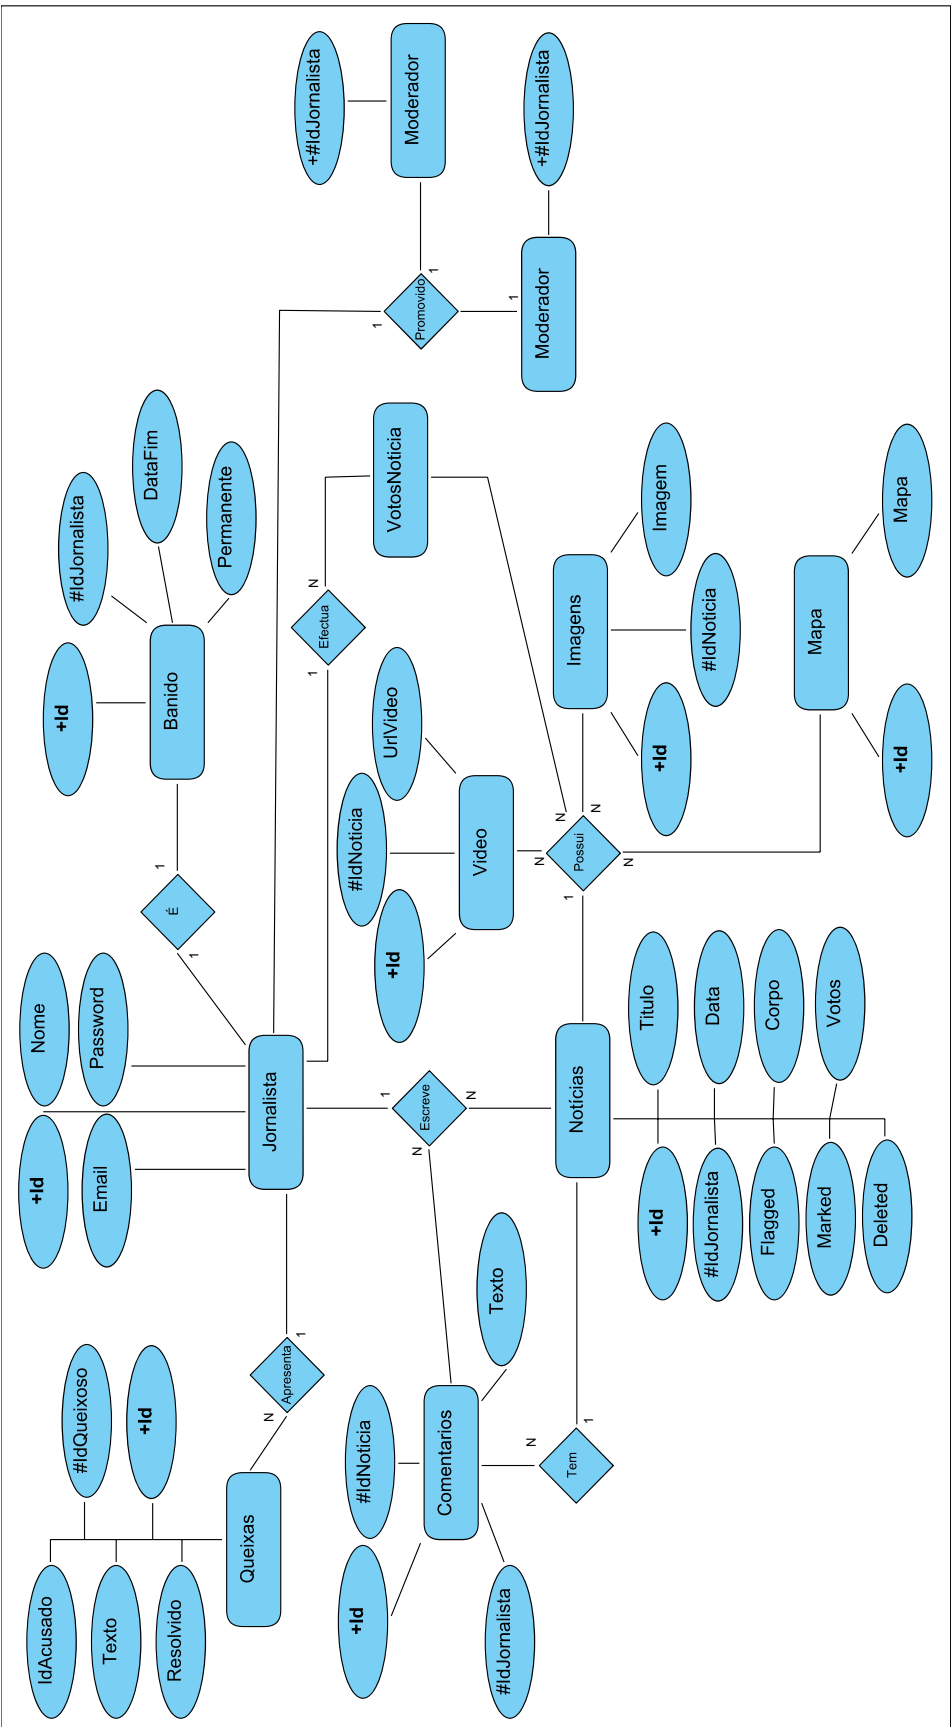 IdAcusado
#IdQueixoso
Texto
+Id
Resolvido
Queixas
N
Apresenta
1
+Id
Nome
Email
Password
Jornalista
1
É
1
Banido
+Id
#IdJornalista
DataFim
Permanente
1
Efectua
N
VotosNoticia
1
Promovido
1
1
Moderador
+#IdJornalista
Moderador
+#IdJornalista
1
Escreve
N
N
Comentarios
+Id
#IdNoticia
Texto
#IdJornalista
N
Tem
1
Notícias
+Id
Titulo
#IdJornalista
Data
Flagged
Corpo
Marked
Votos
Deleted
1
Possui
N
N
N
N
Video
+Id
#IdNoticia
UrlVideo
Imagens
+Id
#IdNoticia
Imagem
Mapa
+Id
Mapa